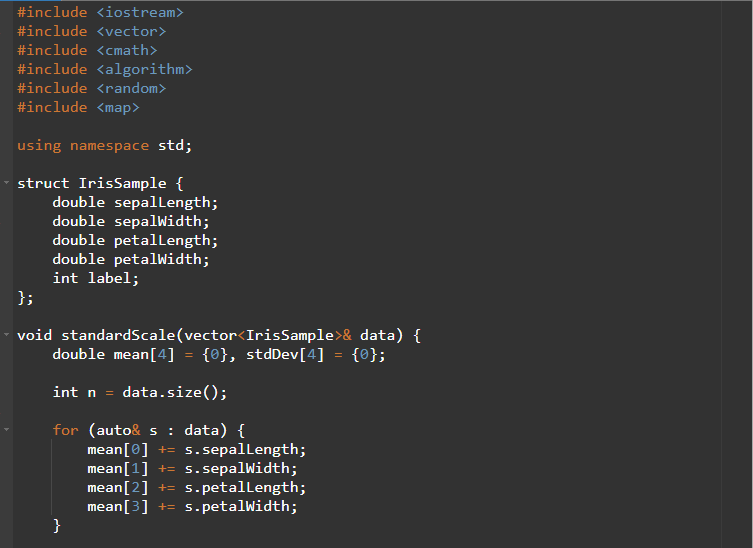 #include <iostream>
#include <vector>
#include <cmath>
#include <algorithm>
#include <random>
#include <map>

using namespace std;

struct IrisSample {
    double sepalLength;
    double sepalWidth;
    double petalLength;
    double petalWidth;
    int label;
};

void standardScale(vector<IrisSample>& data) {
    double mean[4] = {0}, stdDev[4] = {0};

    int n = data.size();

    for (auto& s : data) {
        mean[0] += s.sepalLength;
        mean[1] += s.sepalWidth;
        mean[2] += s.petalLength;
        mean[3] += s.petalWidth;
    }